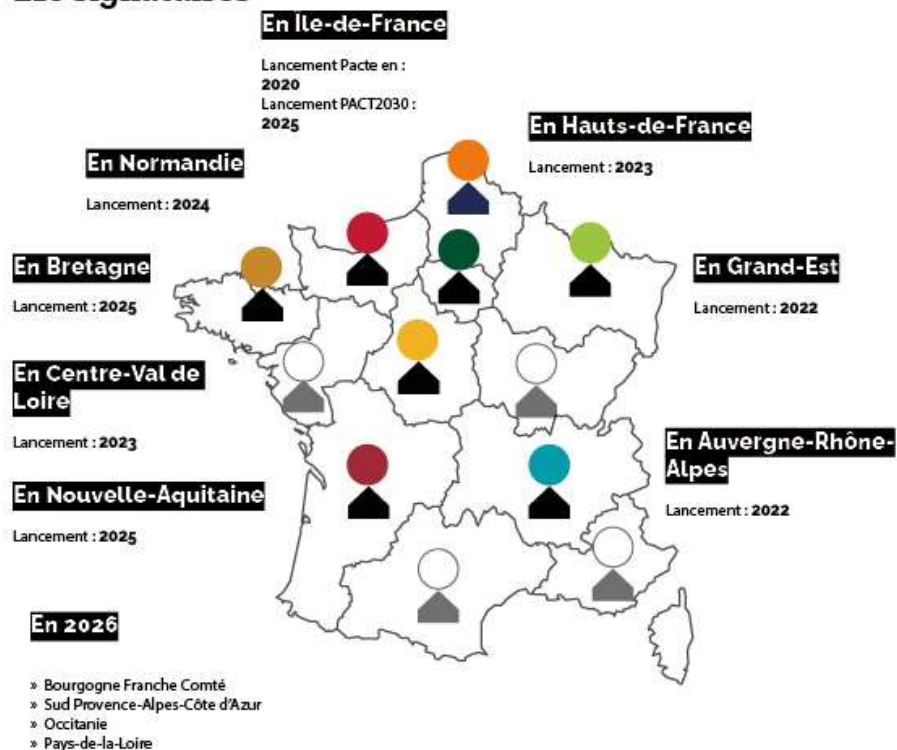 En Île-de-France
Lancement Pacte en :
2020
Lancement PACT2030 :
2025
En Hauts-de-France
Lancement : 2023
En Normandie
Lancement : 2024
En Bretagne
Lancement : 2025
En Grand-Est
Lancement : 2022
En Centre-Val de
Loire
Lancement : 2023
En Auvergne-Rhône-
Alpes
Lancement : 2022
En Nouvelle-Aquitaine
Lancement : 2025
En 2026
» Bourgogne Franche Comté
» Sud Provence-Alpes-Côte d'Azur
» Occitanie
» Pays-de-la-Loire